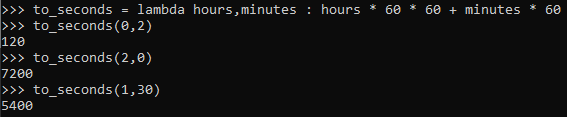 >>> to_seconds = lambda hours,minutes : hours * 60 * 60 + minutes * 60
>>> to_seconds(0,2)
120
>>> to_seconds(2,0)
7200
>>> to_seconds(1,30)
5400